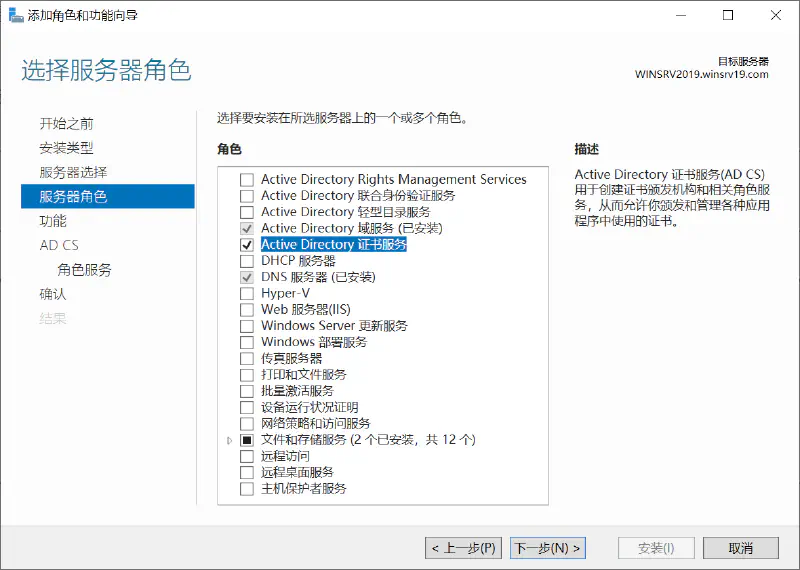 添加角色和功能向导
选择服务器角色
目标服务器
WINSRV2019.winsrv19.com
开始之前
安装类型
服务器选择
服务器角色
功能
AD CS
角色服务
确认
结果
选择要安装在所选服务器上的一个或多个角色。
角色
Active Directory Rights Management Services
Active Directory 联合身份验证服务
Active Directory 轻型目录服务
Active Directory 域服务 (已安装)
Active Directory 证书服务
DHCP 服务器
DNS 服务器 (已安装)
Hyper-V
Web 服务器(IIS)
Windows Server 更新服务
Windows 部署服务
传真服务器
打印和文件服务
批量激活服务
设备运行状况证明
网络策略和访问服务
文件和存储服务 (2 个已安装，共 12 个)
远程访问
远程桌面服务
主机保护者服务
描述
Active Directory 证书服务(AD CS)
用于创建证书颁发机构和相关角色服
务，从而允许你颁发和管理各种应用
程序中使用的证书。
< 上一步(P)
下一步(N) >
安装(I)
取消